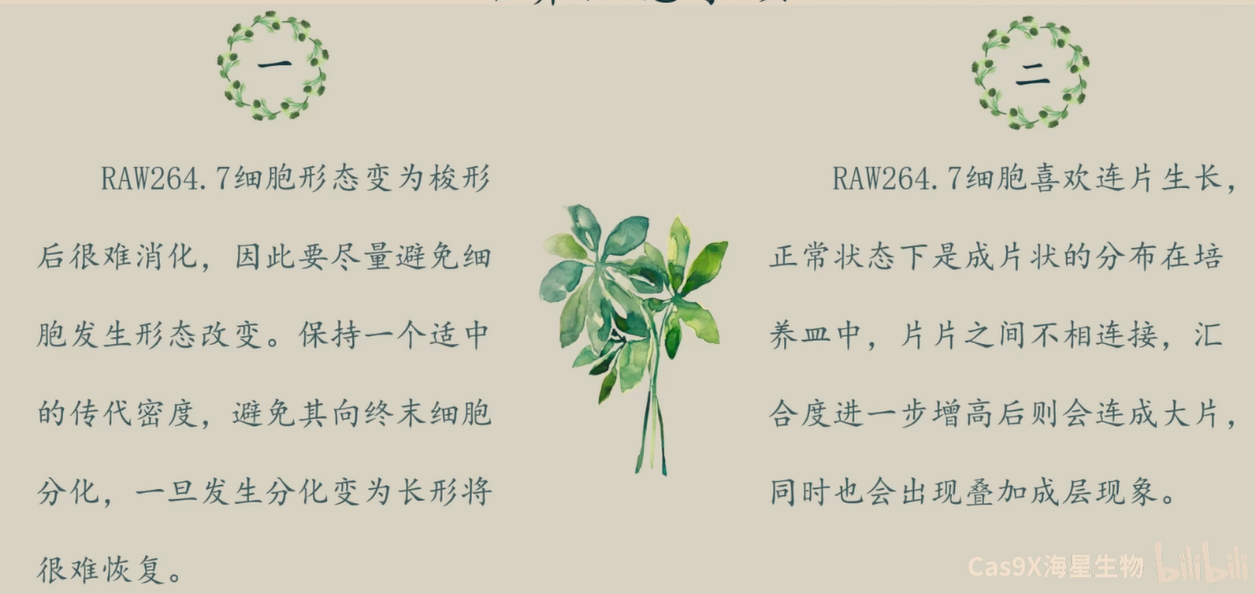 一
RAW264.7细胞形态变为梭形
后很难消化，因此要尽量避免细
胞发生形态改变。保持一个适中
的传代密度，避免其向终末细胞
分化，一旦发生分化变为长形将
很难恢复。
二
RAW264.7细胞喜欢连片生长，
正常状态下是成片状的分布在培
养皿中，片片之间不相连接，汇
合度进一步增高后则会连成大片，
同时也会出现叠加成层现象。
Cas9X海星生物 bilibili